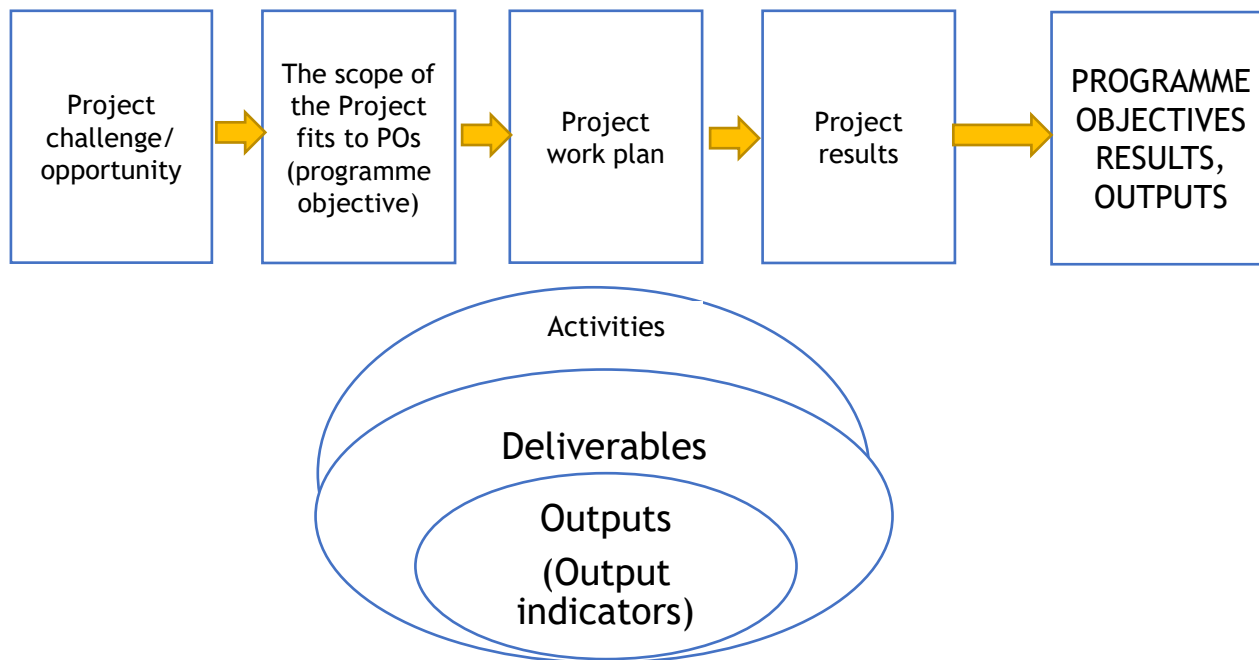 Project
challenge/
opportunity
The scope of
the Project
fits to POs
(programme
objective)
Project
work plan
Project
results
PROGRAMME
OBJECTIVES
RESULTS,
OUTPUTS
Activities
Deliverables
Outputs
(Output
indicators)